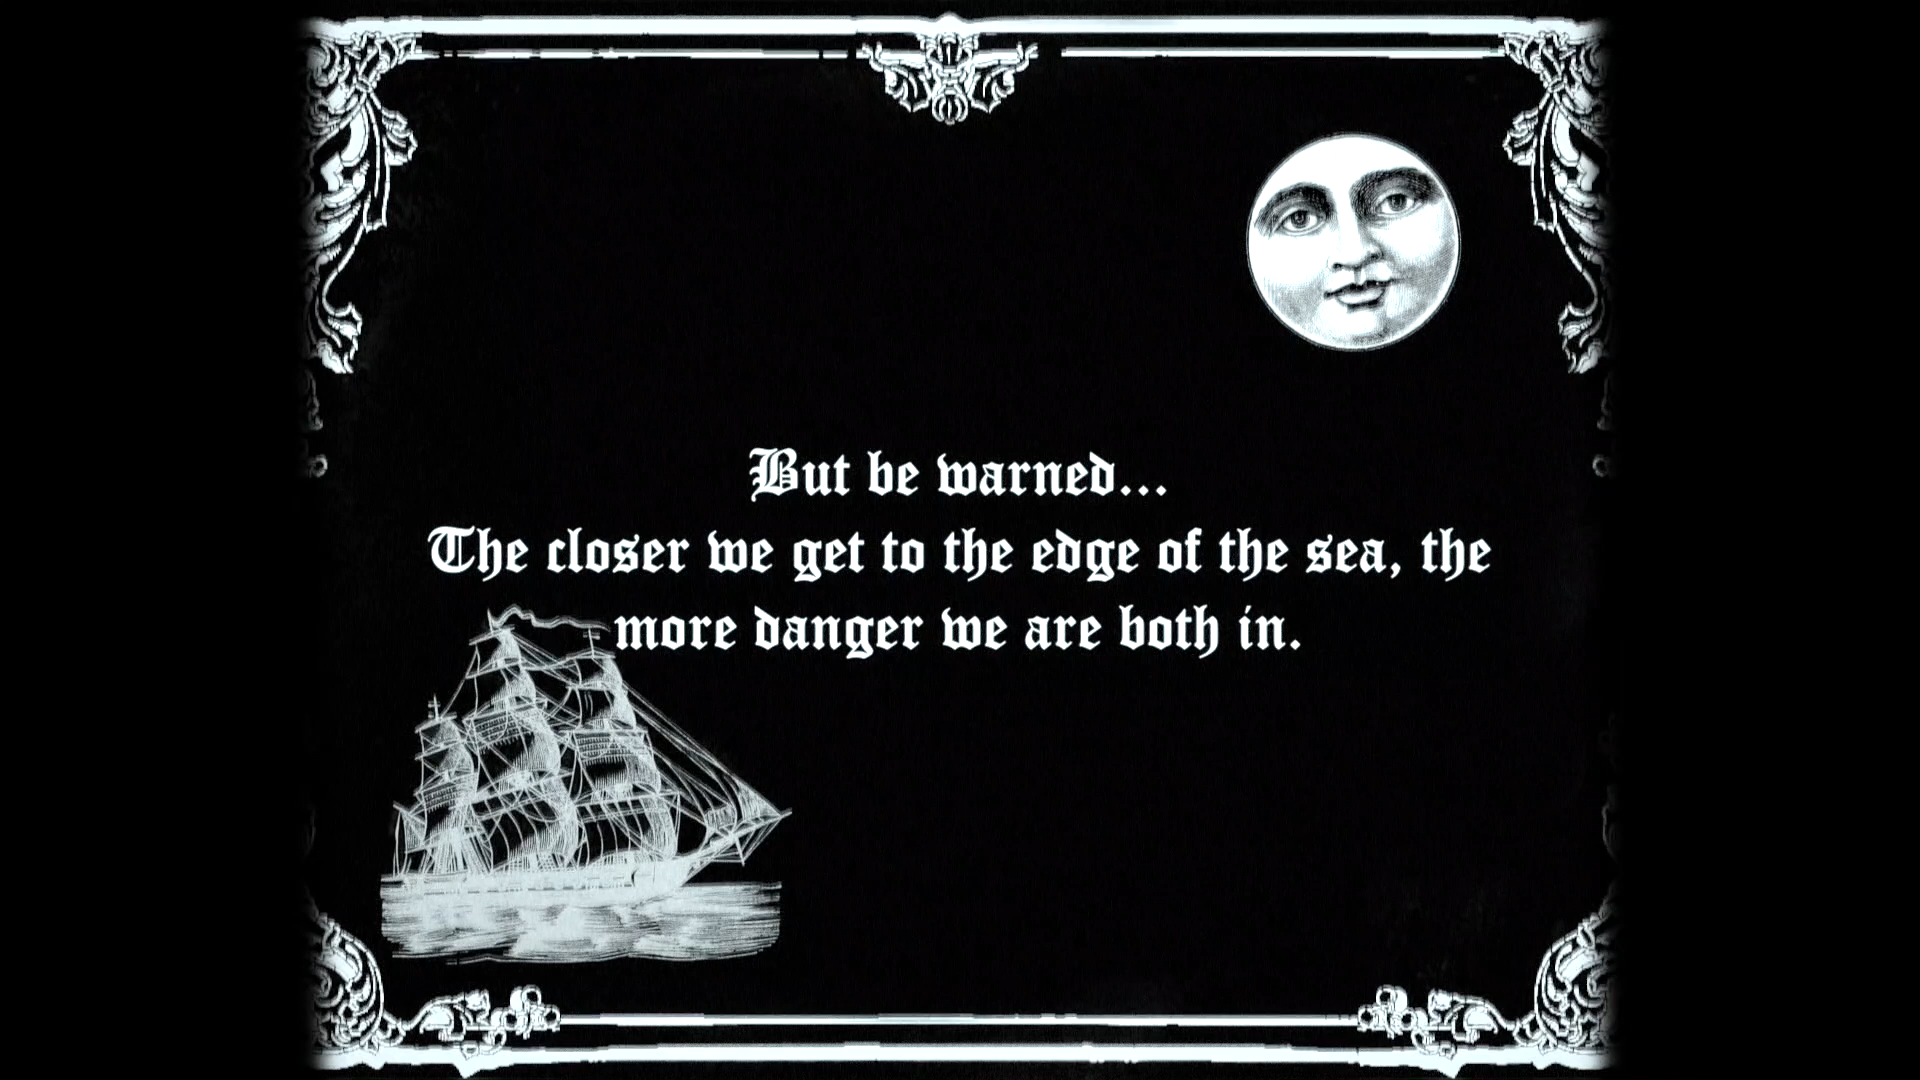 But be warned...
The closer we get to the edge of the sea, the
more danger we are both in.